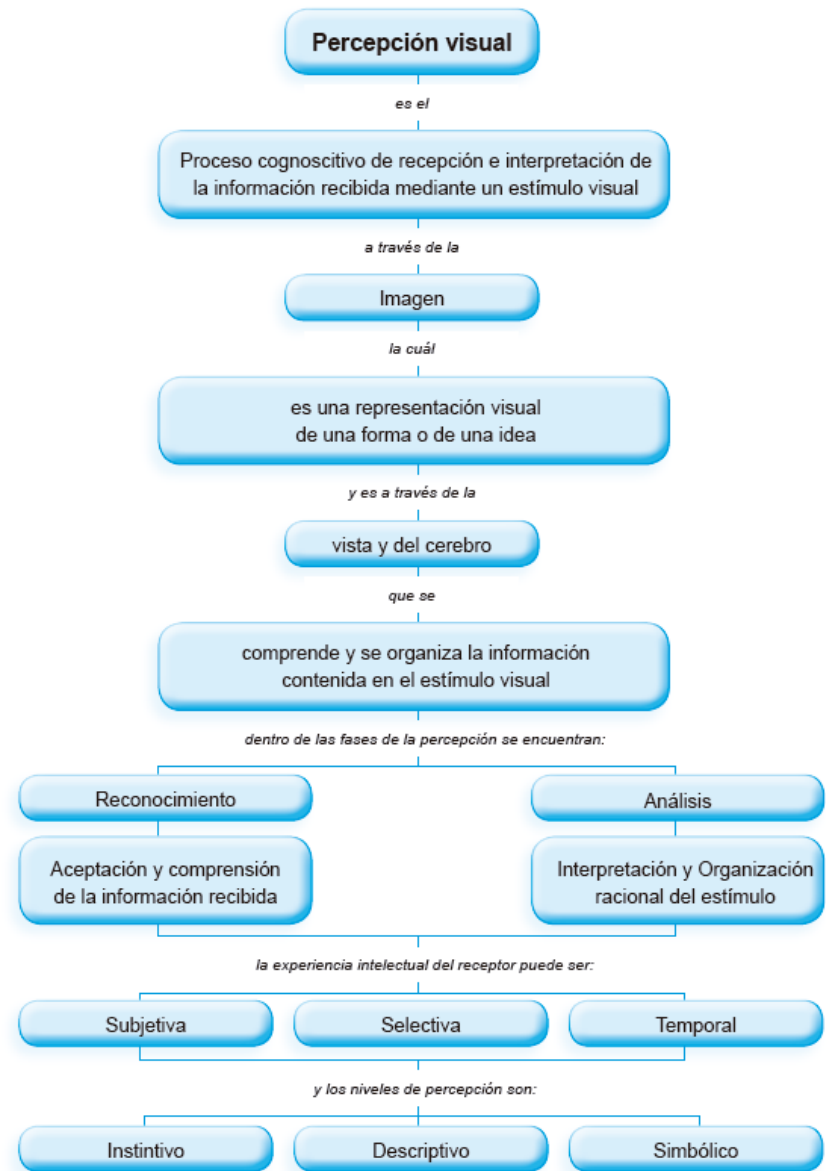 Percepción visual
es el
Proceso cognoscitivo de recepción e interpretación de
la información recibida mediante un estímulo visual
a través de la
Imagen
la cuál
es una representación visual
de una forma o de una idea
y es a través de la
vista y del cerebro
que se
comprende y se organiza la información
contenida en el estímulo visual
dentro de las fases de la percepción se encuentran:
Reconocimiento
Análisis
Aceptación y comprensión
de la información recibida
Interpretación y Organización
racional del estímulo
la experiencia intelectual del receptor puede ser:
Subjetiva
Selectiva
Temporal
y los niveles de percepción son:
Instintivo
Descriptivo
Simbólico